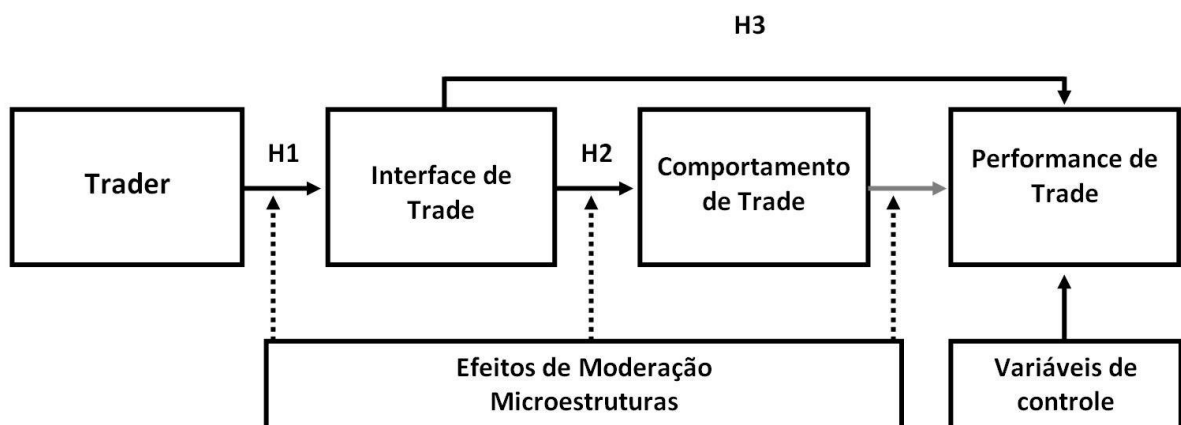 H3
Trader
H1
Interface de
Trade
H2
Comportamento
de Trade
Performance de
Trade
Efeitos de Moderação
Microestruturas
Variáveis de
controle